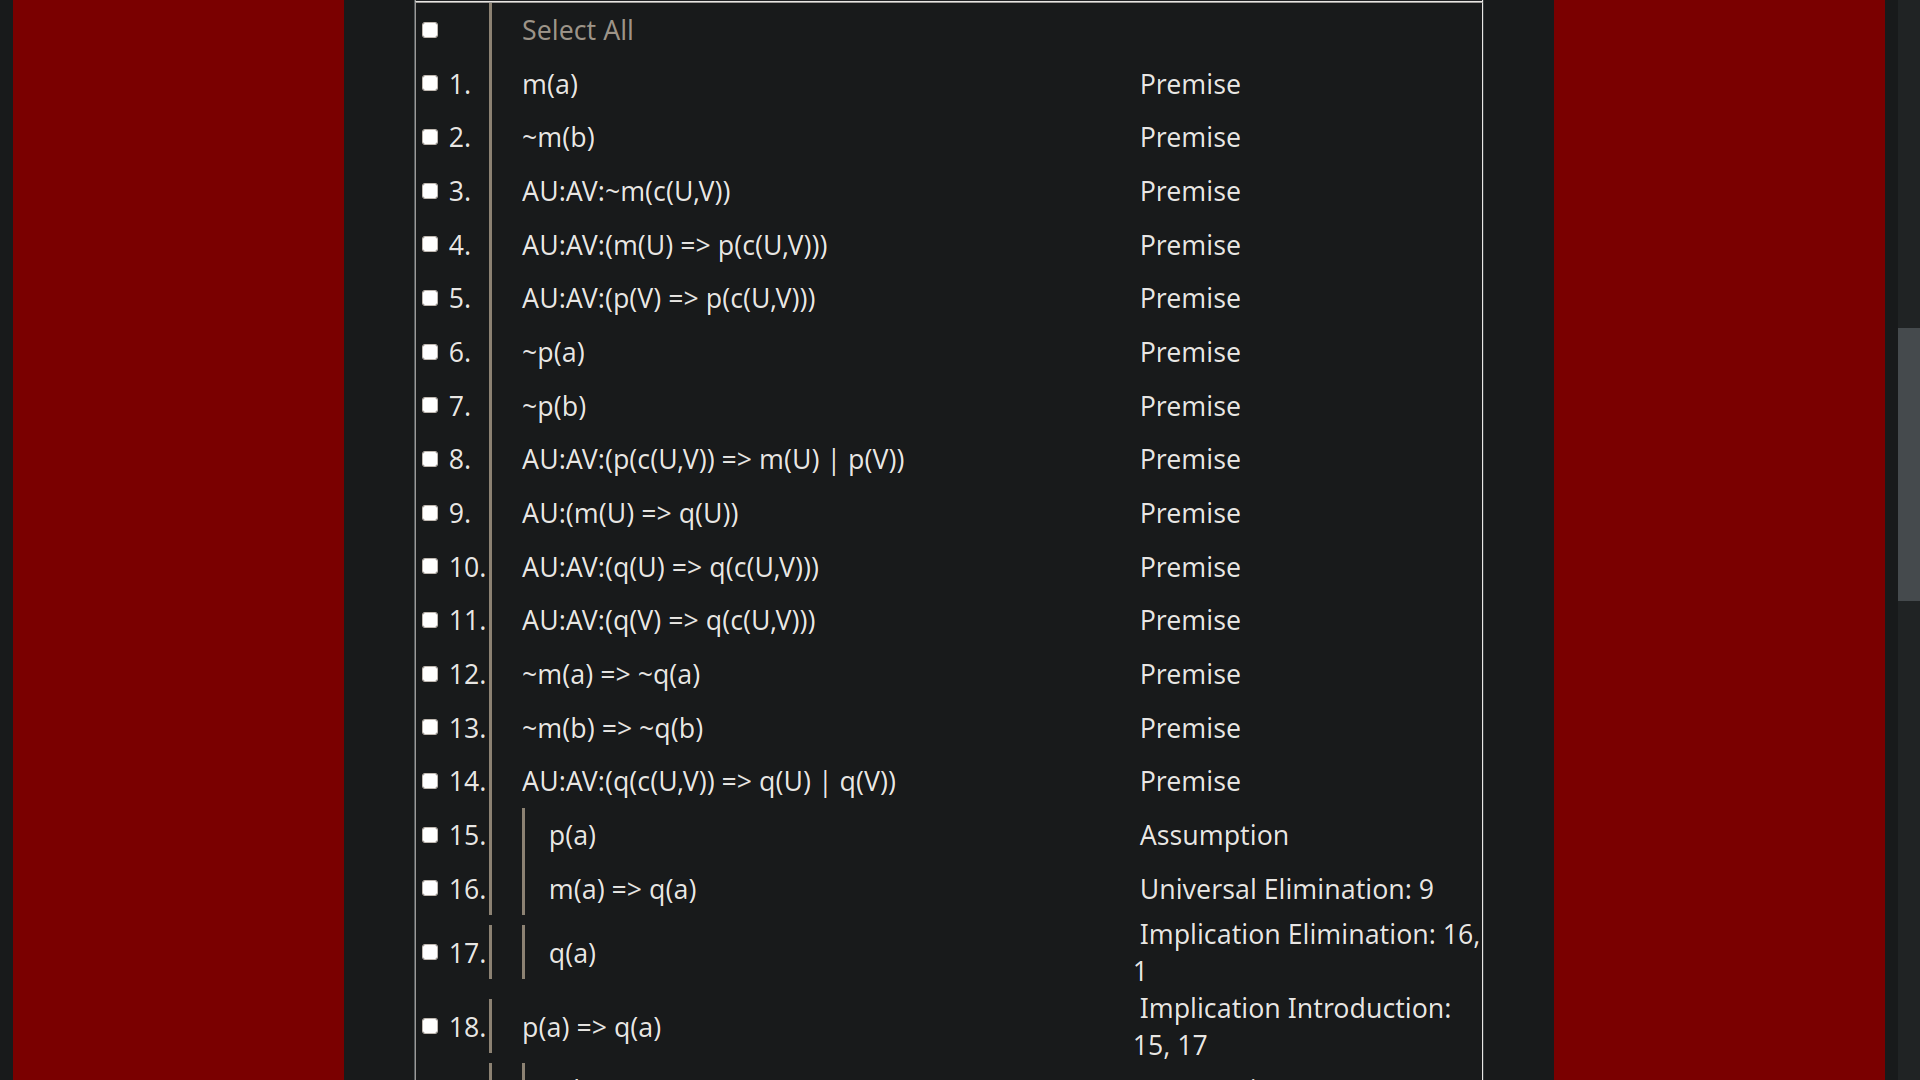 Select All
1. m(a) Premise
2. ~m(b) Premise
3. AU:AV:~m(c(U,V)) Premise
4. AU:AV:(m(U) => p(c(U,V))) Premise
5. AU:AV:(p(V) => p(c(U,V))) Premise
6. ~p(a) Premise
7. ~p(b) Premise
8. AU:AV:(p(c(U,V)) => m(U) | p(V)) Premise
9. AU:(m(U) => q(U)) Premise
10. AU:AV:(q(U) => q(c(U,V))) Premise
11. AU:AV:(q(V) => q(c(U,V))) Premise
12. ~m(a) => ~q(a) Premise
13. ~m(b) => ~q(b) Premise
14. AU:AV:(q(c(U,V)) => q(U) | q(V)) Premise
15. p(a) Assumption
16. m(a) => q(a) Universal Elimination: 9
17. q(a) Implication Elimination: 16,
1
18. p(a) => q(a) Implication Introduction:
15, 17